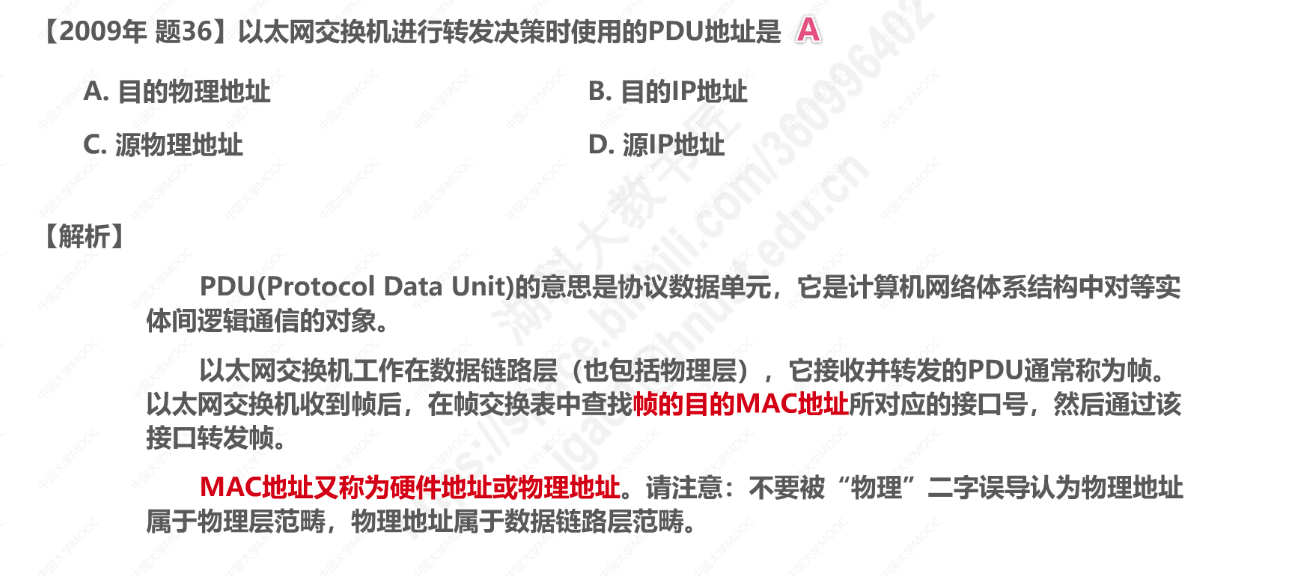 【2009年 题36】以太网交换机进行转发决策时使用的PDU地址是 A
A. 目的物理地址
B. 目的IP地址
C. 源物理地址
D. 源IP地址
【解析】
PDU(Protocol Data Unit)的意思是协议数据单元，它是计算机网络体系结构中对等实
体间逻辑通信的对象。
以太网交换机工作在数据链路层（也包括物理层），它接收并转发的PDU通常称为帧。
以太网交换机收到帧后，在帧交换表中查找帧的目的MAC地址所对应的接口号，然后通过该
接口转发帧。
MAC地址又称为硬件地址或物理地址。请注意：不要被“物理”二字误导认为物理地址
属于物理层范畴，物理地址属于数据链路层范畴。
湖科大教书匠
https://space.bilibili.com/360996402
中国大学MOOC